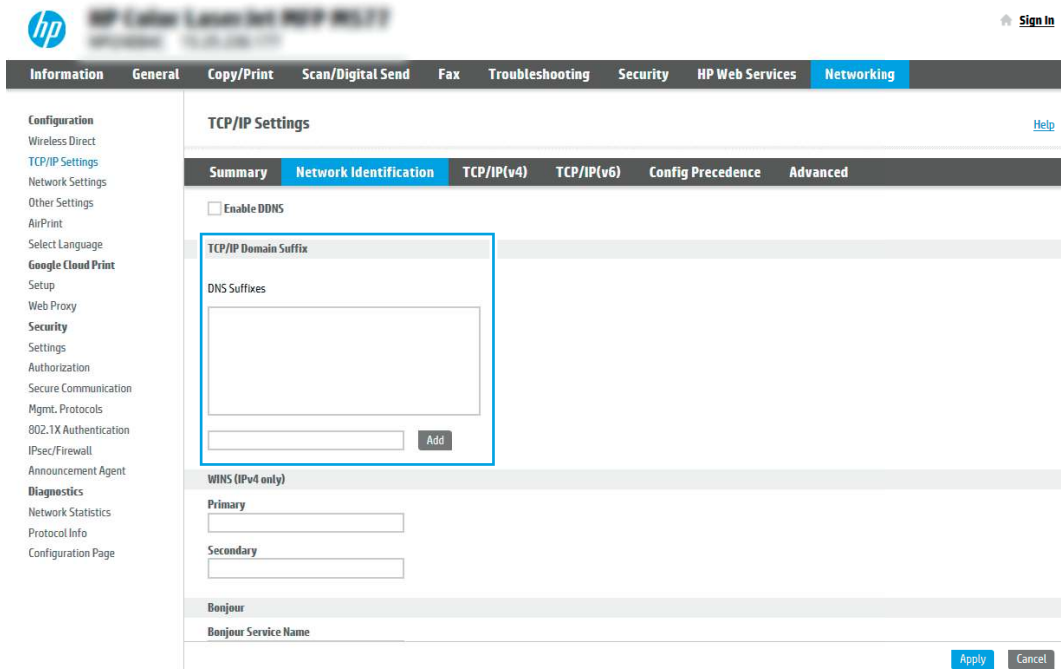 hp
Sign In
Information General Copy/Print Scan/Digital Send Fax Troubleshooting Security HP Web Services Networking
Configuration
Wireless Direct
TCP/IP Settings
Network Settings
Other Settings
AirPrint
Select Language
Google Cloud Print
Setup
Web Proxy
Security
Settings
Authorization
Secure Communication
Mgmt. Protocols
802.1X Authentication
IPsec/Firewall
Announcement Agent
Diagnostics
Network Statistics
Protocol Info
Configuration Page
TCP/IP Settings
Help
Summary Network Identification TCP/IP(v4) TCP/IP(v6) Config Precedence Advanced
Enable DDNS
TCP/IP Domain Suffix
DNS Suffixes
Add
WINS (IPv4 only)
Primary
Secondary
Bonjour
Bonjour Service Name
Apply Cancel